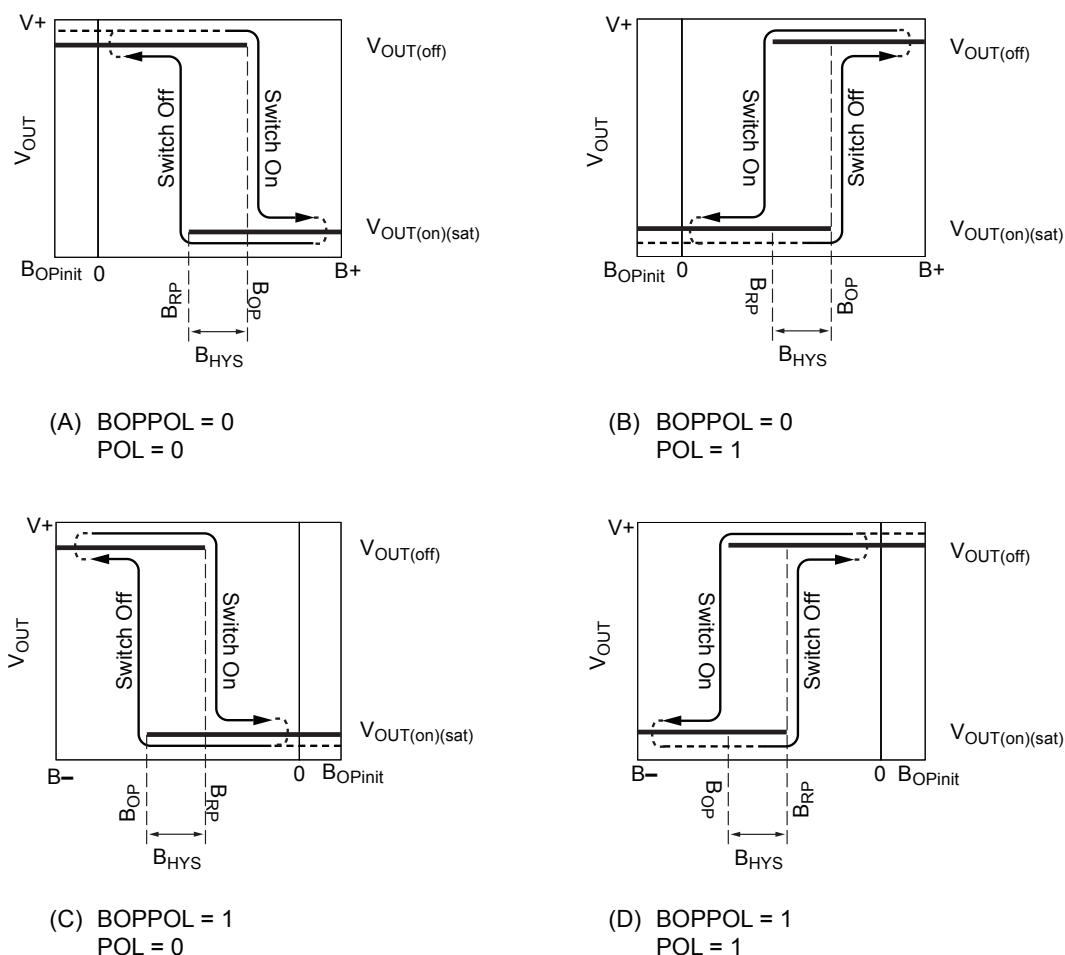 V+
VOUT(off)
Switch Off
Switch On
VOUT
VOUT(on)(sat)
BOPinit
0
B+
BRP
BOP
BHYS
(A) BOPPOL = 0
POL = 0
V+
VOUT(off)
Switch On
Switch Off
VOUT
VOUT(on)(sat)
BOPinit
0
B+
BRP
BOP
BHYS
(B) BOPPOL = 0
POL = 1
V+
VOUT(off)
Switch Off
Switch On
VOUT
VOUT(on)(sat)
B−
0
BOPinit
BOP
BRP
BHYS
(C) BOPPOL = 1
POL = 0
V+
VOUT(off)
Switch On
Switch Off
VOUT
VOUT(on)(sat)
B−
0
BOPinit
BOP
BRP
BHYS
(D) BOPPOL = 1
POL = 1